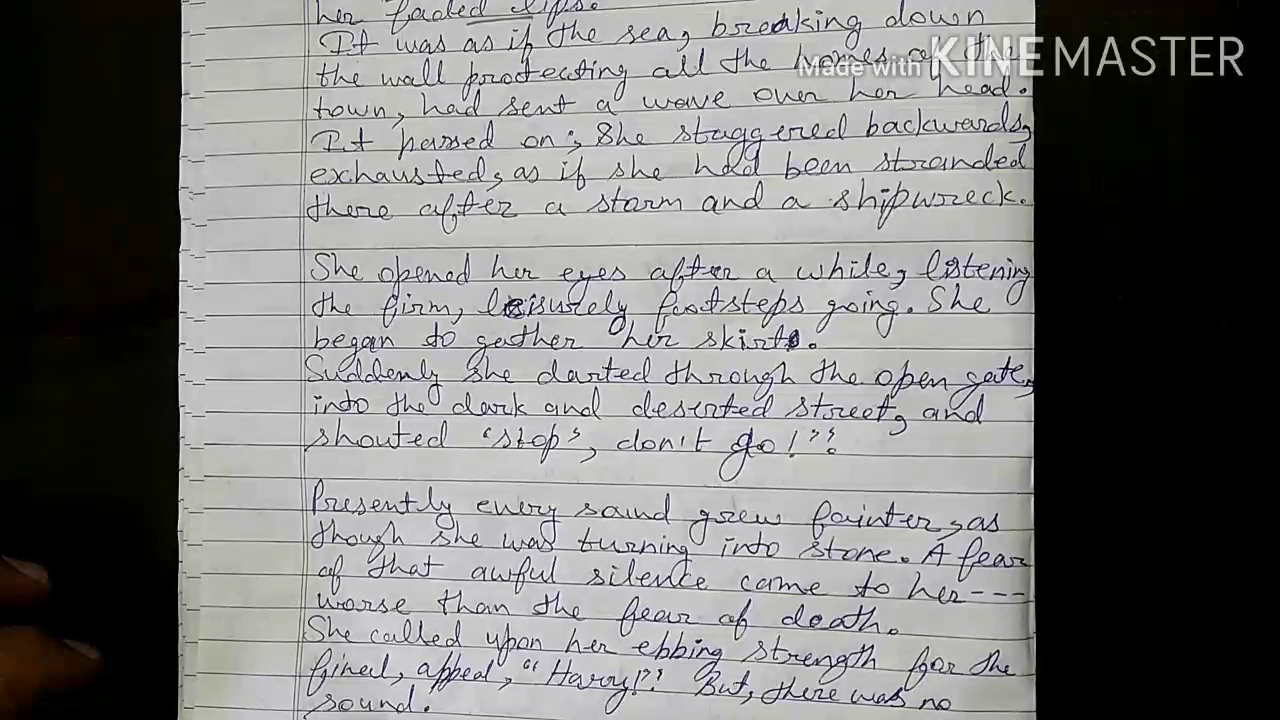 her faded lips.
It was as if the sea, breaking down
the wall protecting all the homes of the
town, had sent a wave over her head.
It passed on; She staggered backwards,
exhausted, as if she had been stranded
there after a storm and a shipwreck.
She opened her eyes after a while, listening
the firm, leisurely footsteps going. She
began to gather her skirts.
Suddenly she darted through the open gate,
into the dark and deserted street, and
shouted "stop", don't go!"
Presently every sound grew fainter, as
though she was turning into stone. A fear
of that awful silence came to her---
worse than the fear of death.
She called upon her ebbing strength for the
final, appeal, "Harry!" But, there was no
sound.
Made with KINEMASTER